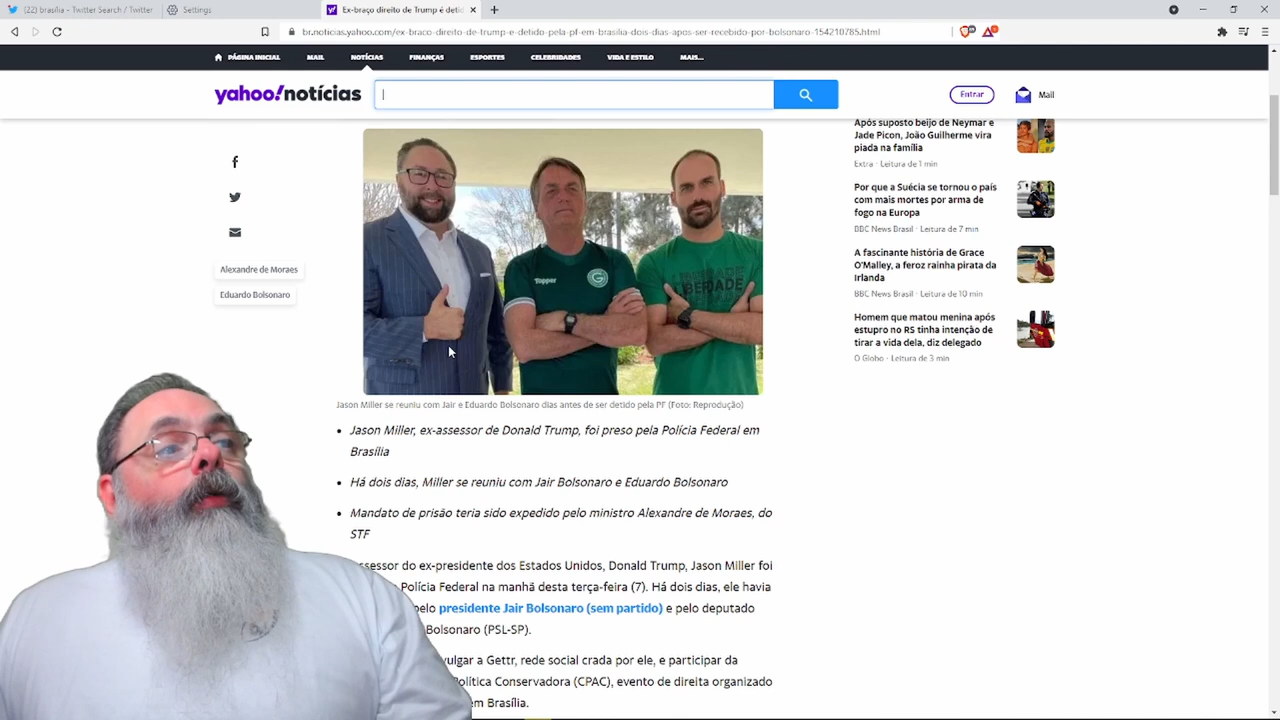 (22) brasília - Twitter Search / Twitter
Settings
Ex-braço direito de Trump é detid
br.noticias.yahoo.com/ex-braco-direito-de-trump-e-detido-pela-pf-em-brasilia-dois-dias-apos-ser-recebido-por-bolsonaro-154210785.html
PÁGINA INICIAL MAIL NOTÍCIAS FINANÇAS ESPORTES CELEBRIDADES VIDA E ESTILO MAIS...
yahoo!notícias
Entrar
Mail
Alexandre de Moraes
Eduardo Bolsonaro
Topper
G
LIBERDADE
Jason Miller se reuniu com Jair e Eduardo Bolsonaro dias antes de ser detido pela PF (Foto: Reprodução)
Jason Miller, ex-assessor de Donald Trump, foi preso pela Polícia Federal em
Brasília
Há dois dias, Miller se reuniu com Jair Bolsonaro e Eduardo Bolsonaro
Mandato de prisão teria sido expedido pelo ministro Alexandre de Moraes, do
STF
ssessor do ex-presidente dos Estados Unidos, Donald Trump, Jason Miller foi
Polícia Federal na manhã desta terça-feira (7). Há dois dias, ele havia
pelo presidente Jair Bolsonaro (sem partido) e pelo deputado
Bolsonaro (PSL-SP).
vulgar a Gettr, rede social crada por ele, e participar da
olítica Conservadora (CPAC), evento de direita organizado
m Brasília.
Após suposto beijo de Neymar e
Jade Picon, João Guilherme vira
piada na família
Extra · Leitura de 1 min
Por que a Suécia se tornou o país
com mais mortes por arma de
fogo na Europa
BBC News Brasil · Leitura de 7 min
A fascinante história de Grace
O'Malley, a feroz rainha pirata da
Irlanda
BBC News Brasil · Leitura de 10 min
Homem que matou menina após
estupro no RS tinha intenção de
tirar a vida dela, diz delegado
O Globo · Leitura de 3 min